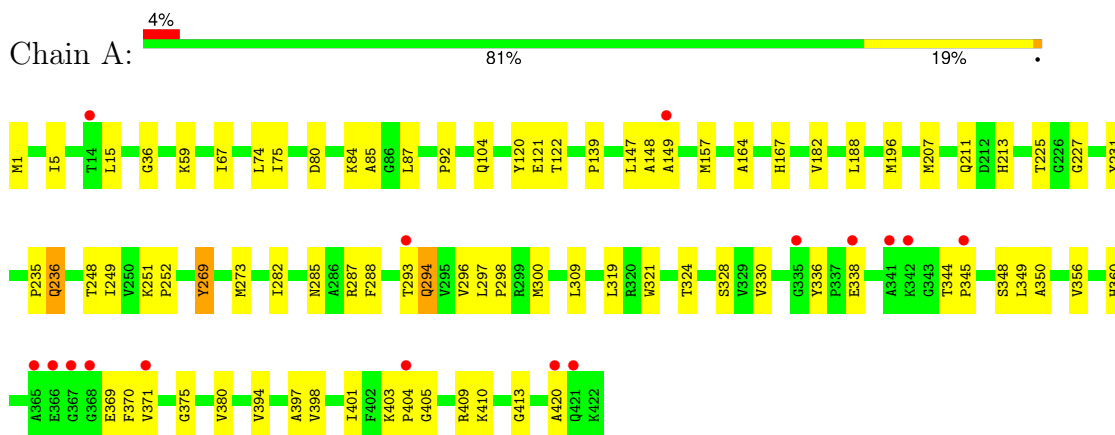 4%
Chain A:
81% 19% •
M1 I5 T14 L15 G36 K59 I67 L74 I75 D80 K84 A85 G86 L87 P92 Q104 Y120 E121 T122 P139 L147 A148 A149 M157 A164 H167 V182 L188 M196 M207 Q211 D212 H213 T225 G226 G227
P235 Q236 T248 I249 V250 K251 P252 Y269 M273 I282 N285 A286 R287 F288 T293 Q294 V295 V296 L297 P298 R299 M300 L309 L319 R320 W321 T324 S328 V329 V330 G335 Y336 P337 E338 A341 K342 G343 T344 P345 S348 L349 A350 V356
A365 E366 G367 G368 E369 F370 V371 G375 V380 V394 A397 V398 I401 F402 K403 P404 G405 R409 K410 G413 A420 Q421 K422